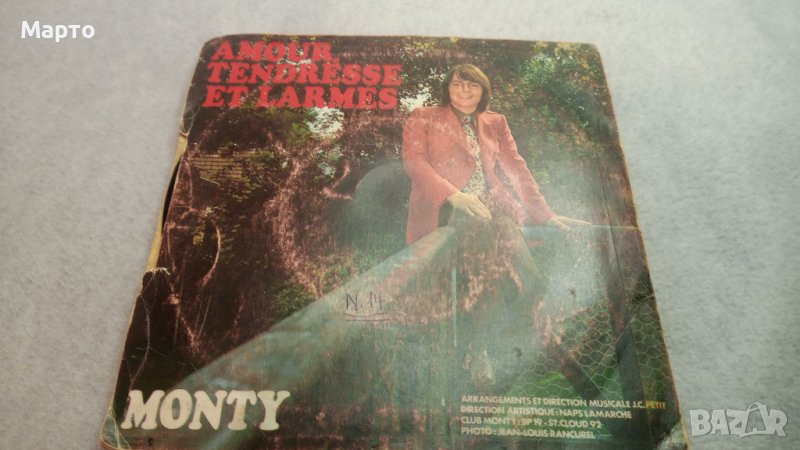 Марто
AMOUR
TENDRESSE
ET LARMES
N. 14
MONTY
ARRANGEMENTS ET DIRECTION MUSICALE J.C. PETIT
DIRECTION ARTISTIQUE : NAPS LAMARCHE
CLUB MONTY : BP 19 - ST. CLOUD 92
PHOTO : JEAN-LOUIS RANCUREL
BAZAR